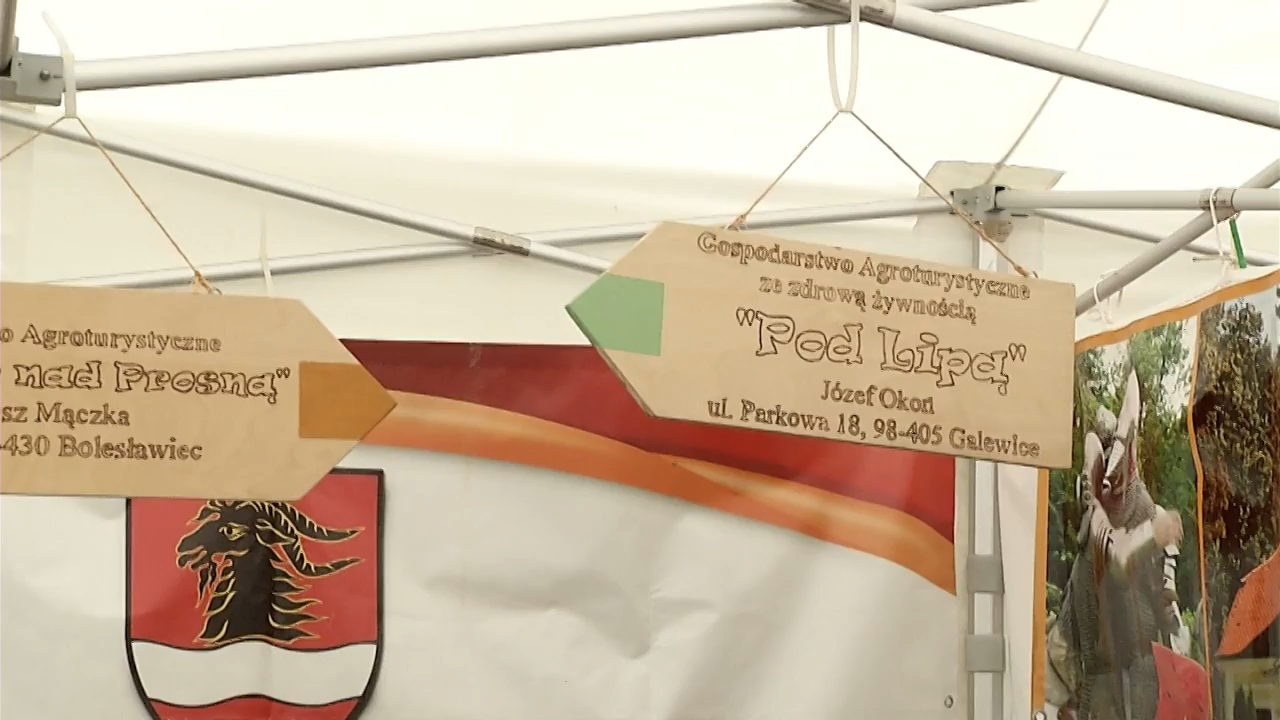 o Agroturystyczne
nad Prosną"
sz Mączka
-430 Bolesławiec
Gospodarstwo Agroturystyczne
ze zdrową żywnością
"Pod Lipą"
Józef Okoń
ul. Parkowa 18, 98-405 Galewice